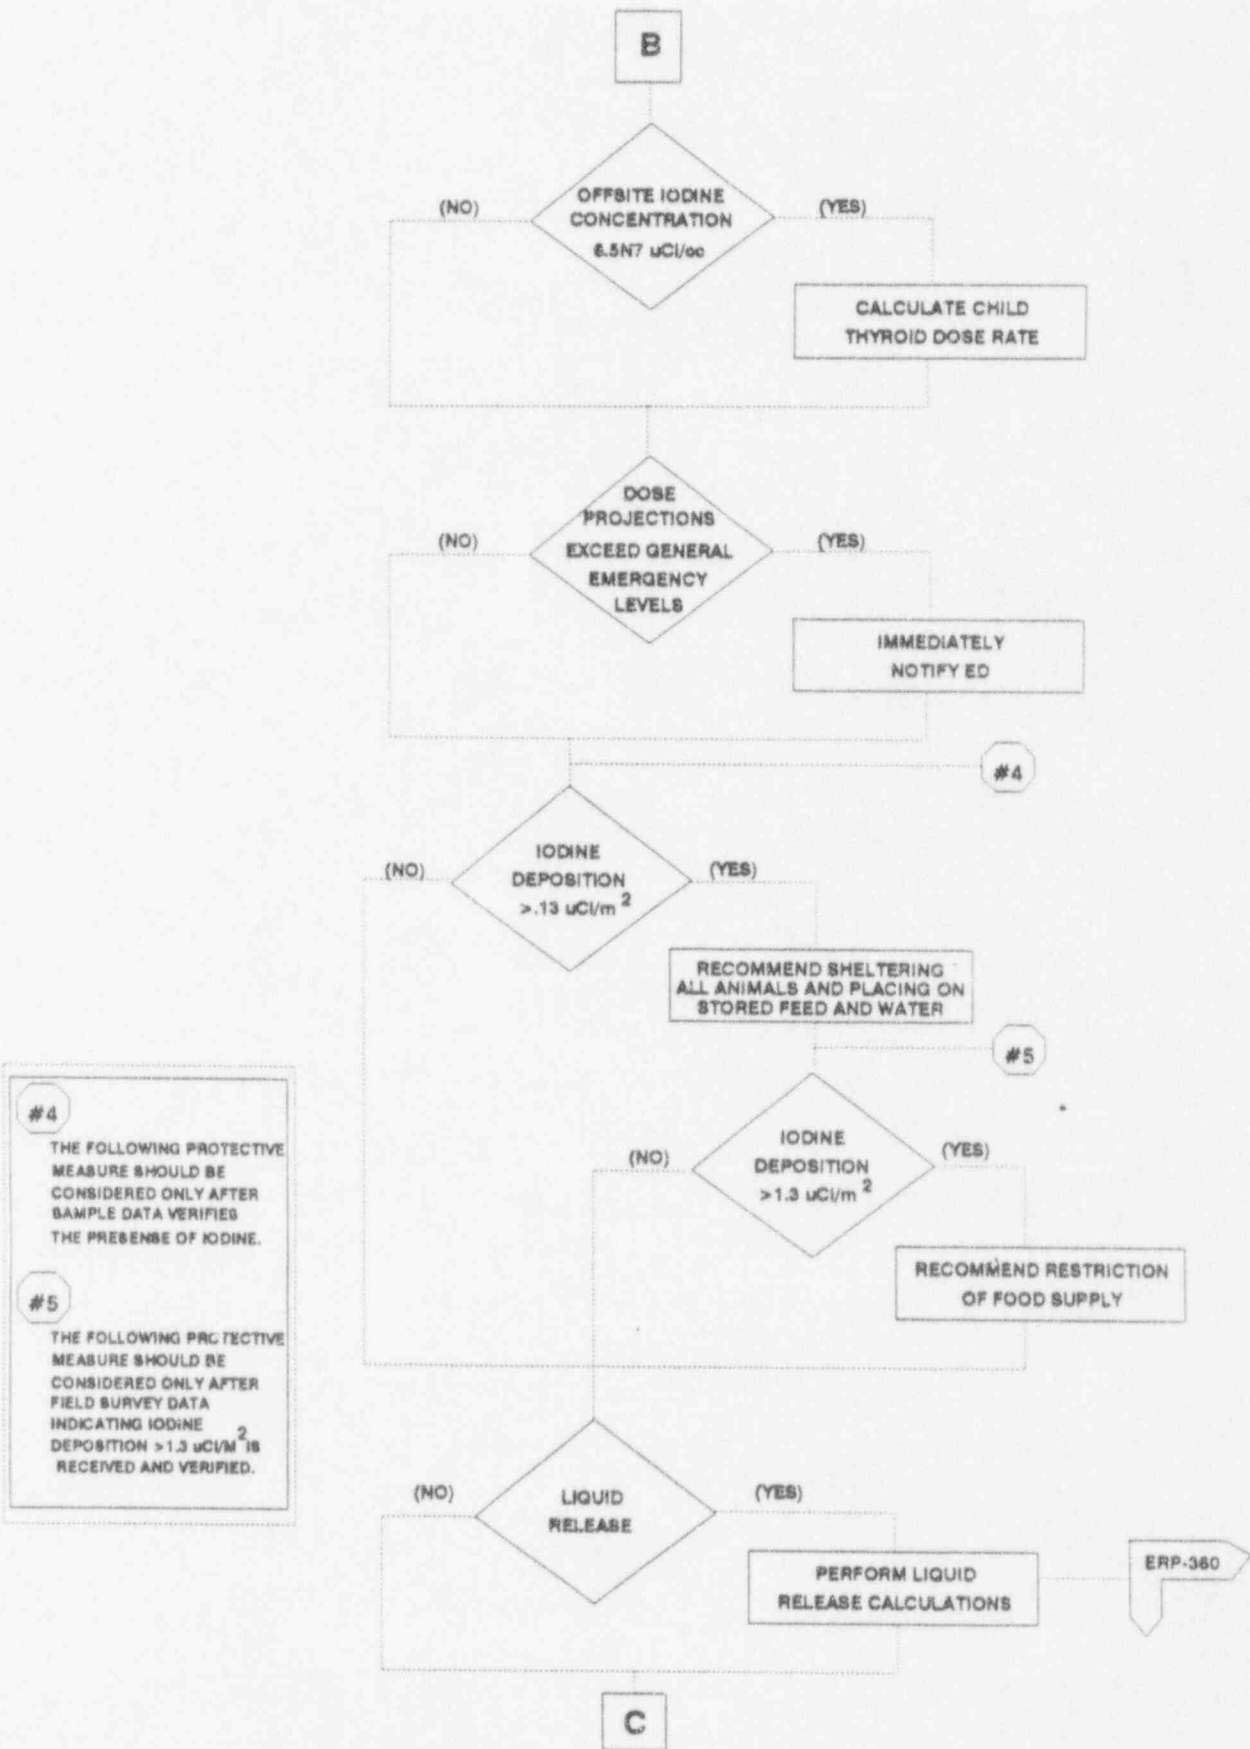 B
OFFSITE IODINE
CONCENTRATION
6.5N7 uCi/cc
(NO)
(YES)
CALCULATE CHILD
THYROID DOSE RATE
DOSE
PROJECTIONS
EXCEED GENERAL
EMERGENCY
LEVELS
(NO)
(YES)
IMMEDIATELY
NOTIFY ED
#4
IODINE
DEPOSITION
>.13 uCi/m 2
(NO)
(YES)
RECOMMEND SHELTERING
ALL ANIMALS AND PLACING ON
STORED FEED AND WATER
#5
IODINE
DEPOSITION
>1.3 uCi/m 2
(NO)
(YES)
RECOMMEND RESTRICTION
OF FOOD SUPPLY
#4
THE FOLLOWING PROTECTIVE
MEASURE SHOULD BE
CONSIDERED ONLY AFTER
SAMPLE DATA VERIFIES
THE PRESENSE OF IODINE.
#5
THE FOLLOWING PROTECTIVE
MEASURE SHOULD BE
CONSIDERED ONLY AFTER
FIELD SURVEY DATA
INDICATING IODINE
DEPOSITION >1.3 uCi/M 2 IS
RECEIVED AND VERIFIED.
LIQUID
RELEASE
(NO)
(YES)
PERFORM LIQUID
RELEASE CALCULATIONS
ERP-360
C